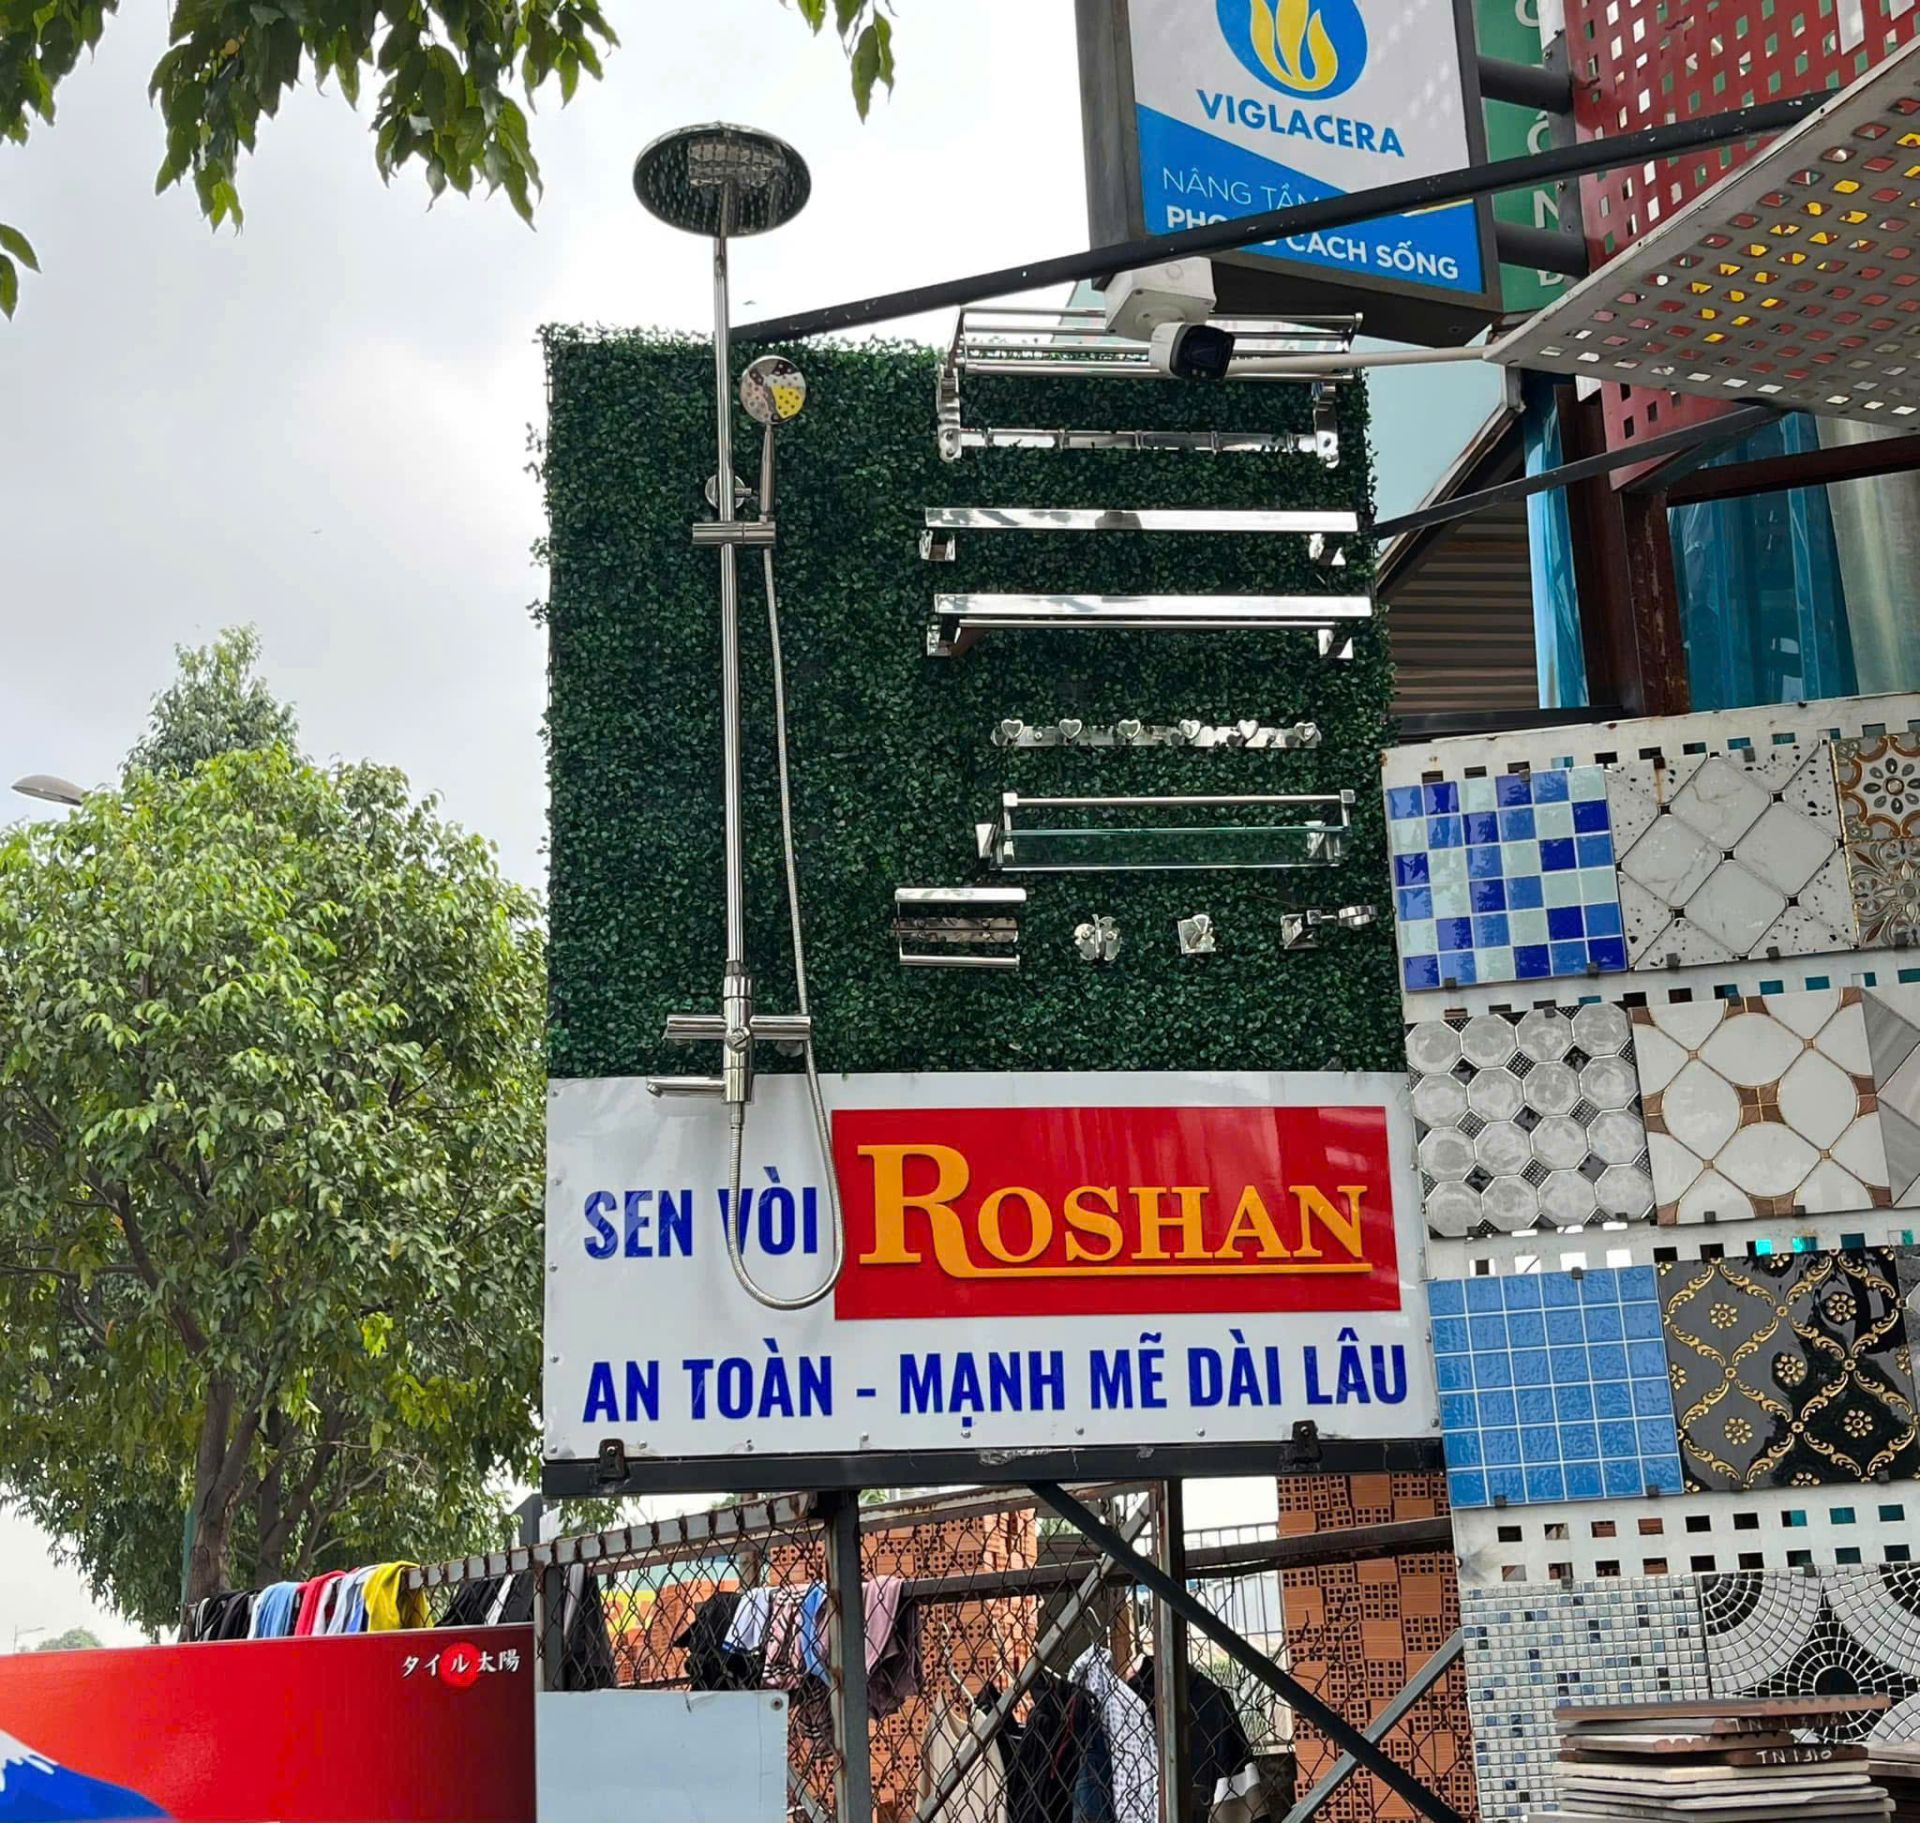 VIGLACERA
NÂNG TẦM
CÁCH SỐNG
SEN VÒI ROSHAN
AN TOÀN - MẠNH MẼ DÀI LÂU
タイル太陽
TN1310